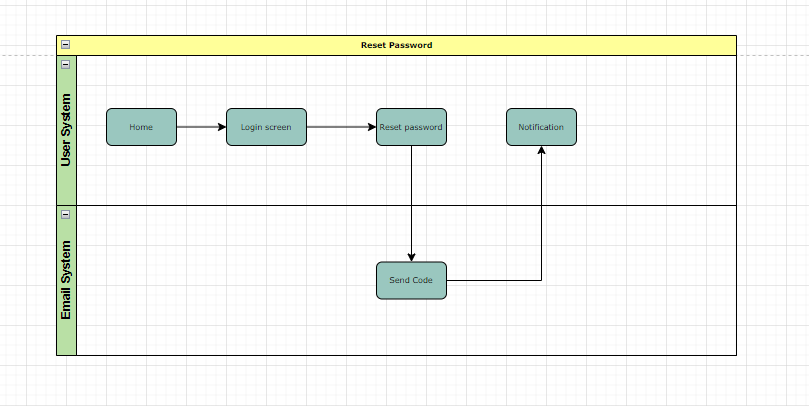 Reset Password
User System
Home
Login screen
Reset password
Notification
Email System
Send Code